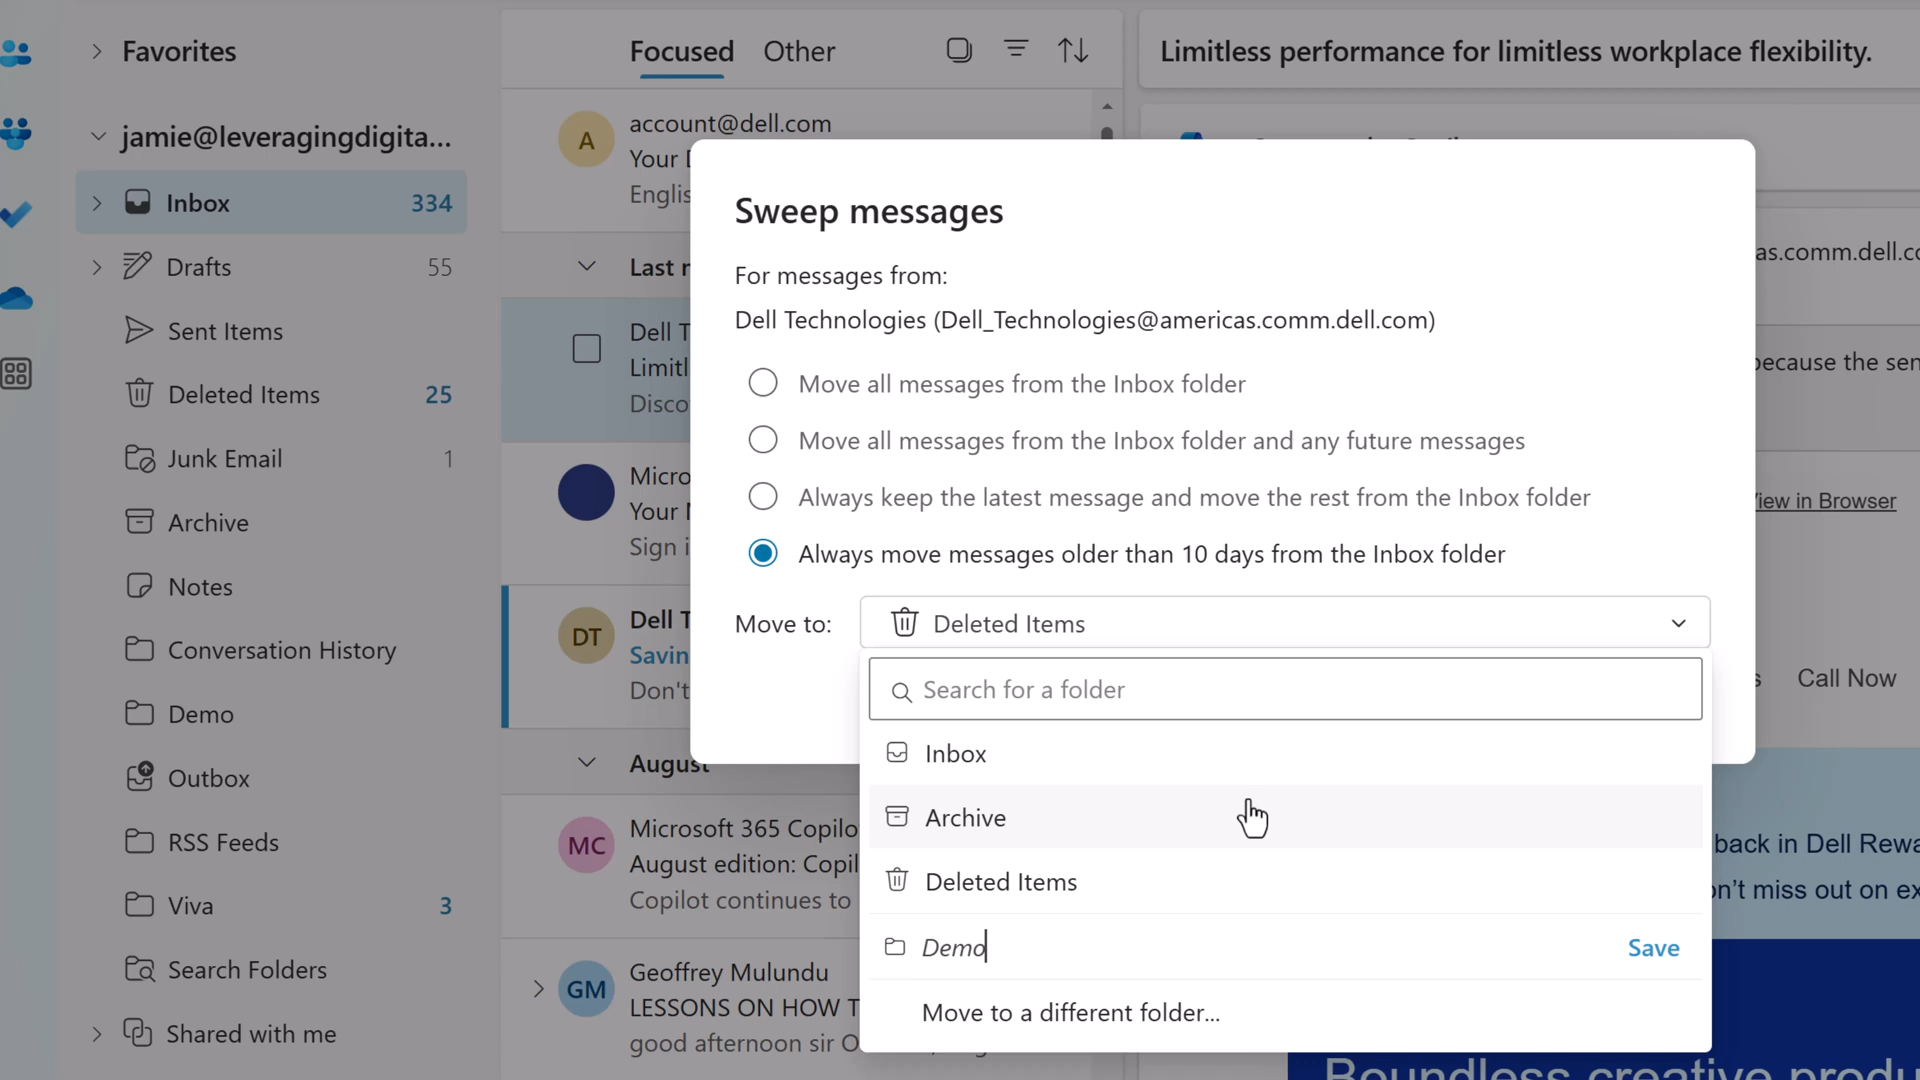 Favorites
jamie@leveragingdigita...
Inbox 334
Drafts 55
Sent Items
Deleted Items 25
Junk Email 1
Archive
Notes
Conversation History
Demo
Outbox
RSS Feeds
Viva 3
Search Folders
Shared with me
Focused Other
A
account@dell.com
Your
Englis
Last
Dell T
Limitl
Disco
Micro
Your
Sign i
DT
Dell T
Savin
Don't
August
MC
Microsoft 365 Copilo
August edition: Copil
Copilot continues to
GM
Geoffrey Mulundu
LESSONS ON HOW T
good afternoon sir O
Limitless performance for limitless workplace flexibility.
Sweep messages
For messages from:
Dell Technologies (Dell_Technologies@americas.comm.dell.com)
Move all messages from the Inbox folder
Move all messages from the Inbox folder and any future messages
Always keep the latest message and move the rest from the Inbox folder
Always move messages older than 10 days from the Inbox folder
Move to: Deleted Items
Search for a folder
Inbox
Archive
Deleted Items
Demo Save
Move to a different folder...
as.comm.dell.co
because the sen
View in Browser
s Call Now
back in Dell Rewa
on't miss out on ex
Boundless creative produ